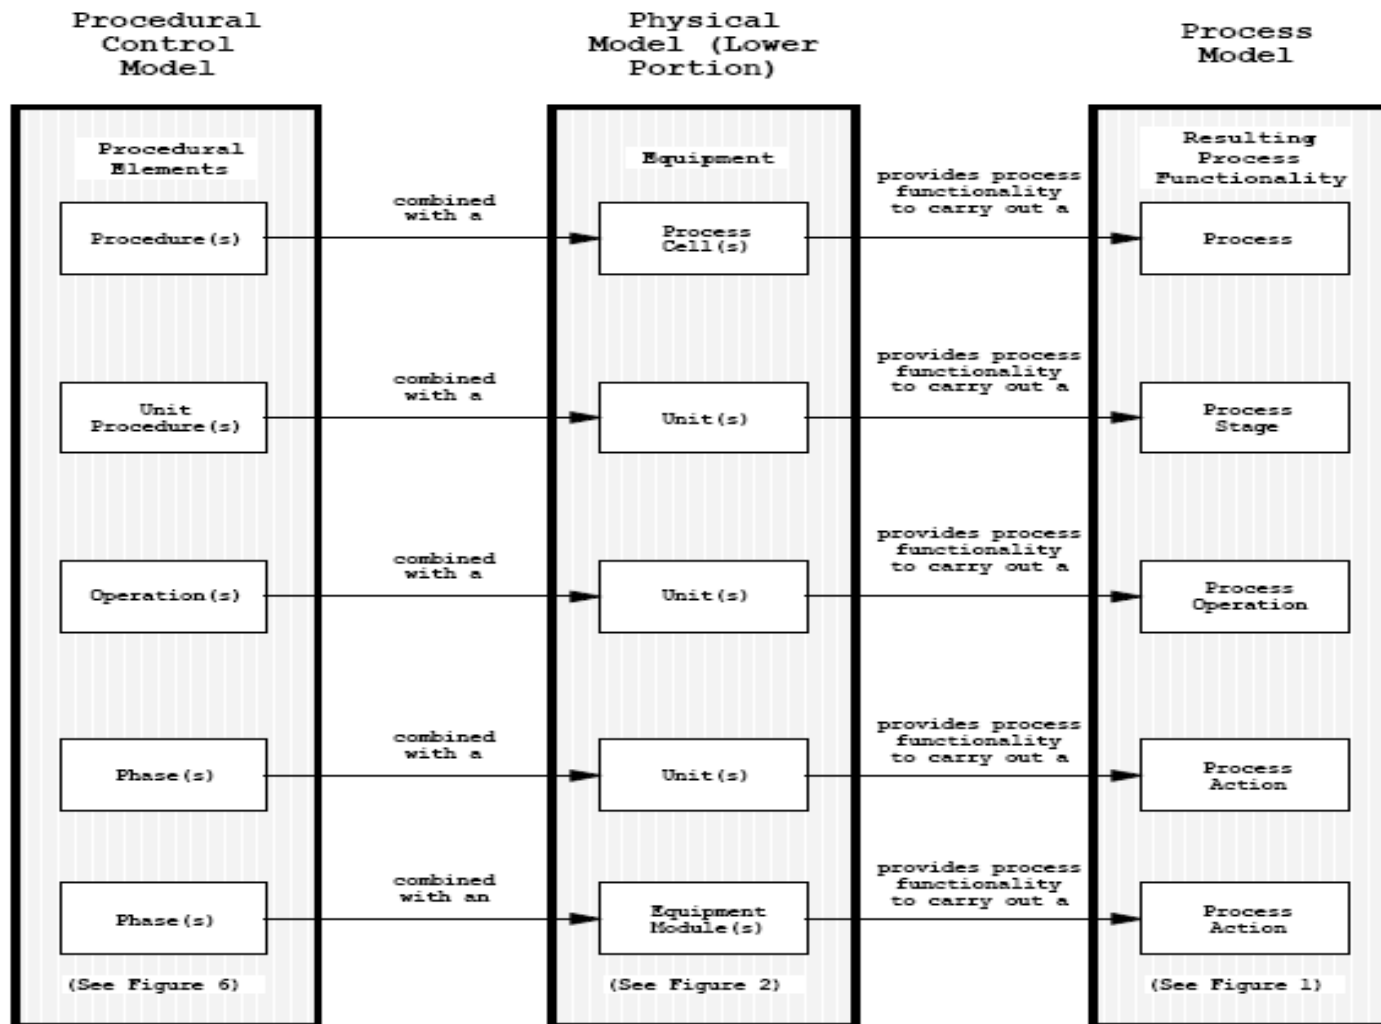 Procedural
Control
Model
Physical
Model (Lower
Portion)
Process
Model
Procedural
Elements
Equipment
Resulting
Process
Functionality
Procedure(s)
combined
with a
Process
Cell(s)
provides process
functionality
to carry out a
Process
Unit
Procedure(s)
combined
with a
Unit(s)
provides process
functionality
to carry out a
Process
Stage
Operation(s)
combined
with a
Unit(s)
provides process
functionality
to carry out a
Process
Operation
Phase(s)
combined
with a
Unit(s)
provides process
functionality
to carry out a
Process
Action
Phase(s)
combined
with an
Equipment
Module(s)
provides process
functionality
to carry out a
Process
Action
(See Figure 6)
(See Figure 2)
(See Figure 1)